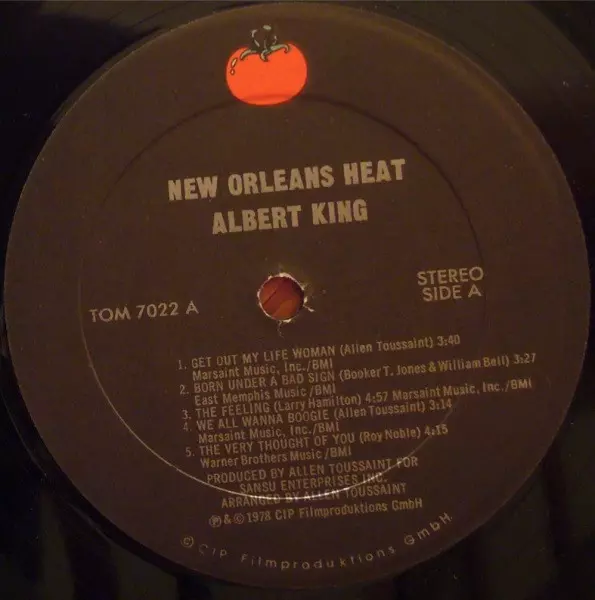 NEW ORLEANS HEAT
ALBERT KING
TOM 7022 A
STEREO
SIDE A
1. GET OUT MY LIFE WOMAN (Allen Toussaint) 3:40
Marsaint Music, Inc./BMI
2. BORN UNDER A BAD SIGN (Booker T. Jones & William Bell) 3:27
East Memphis Music/BMI
3. THE FEELING (Larry Hamilton) 4:57 Marsaint Music, Inc./BMI
4. WE ALL WANNA BOOGIE (Allen Toussaint) 3:14
Marsaint Music, Inc./BMI
5. THE VERY THOUGHT OF YOU (Roy Noble) 4:15
Warner Brothers Music/BMI
PRODUCED BY ALLEN TOUSSAINT FOR
SANSU ENTERPRISES INC.
ARRANGED BY ALLEN TOUSSAINT
℗&© 1978 CIP Filmproduktions GmbH
© CIP Filmproduktions GmbH